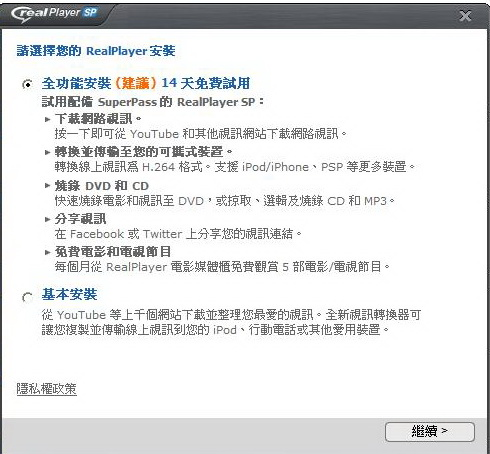 real Player SP
請選擇您的 RealPlayer 安裝
全功能安裝 (建議) 14 天免費試用
試用配備 SuperPass 的 RealPlayer SP：
下載網路視訊。
按一下即可從 YouTube 和其他視訊網站下載網路視訊。
轉換並傳輸至您的可攜式裝置。
轉換線上視訊為 H.264 格式。支援 iPod/iPhone、PSP 等更多裝置。
燒錄 DVD 和 CD
快速燒錄電影和視訊至 DVD，或擷取、選輯及燒錄 CD 和 MP3。
分享視訊
在 Facebook 或 Twitter 上分享您的視訊連結。
免費電影和電視節目
每個月從 RealPlayer 電影媒體櫃免費觀賞 5 部電影/電視節目。
基本安裝
從 YouTube 等上千個網站下載並整理您最愛的視訊。全新視訊轉換器可
讓您複製並傳輸線上視訊到您的 iPod、行動電話或其他愛用裝置。
隱私權政策
繼續 >